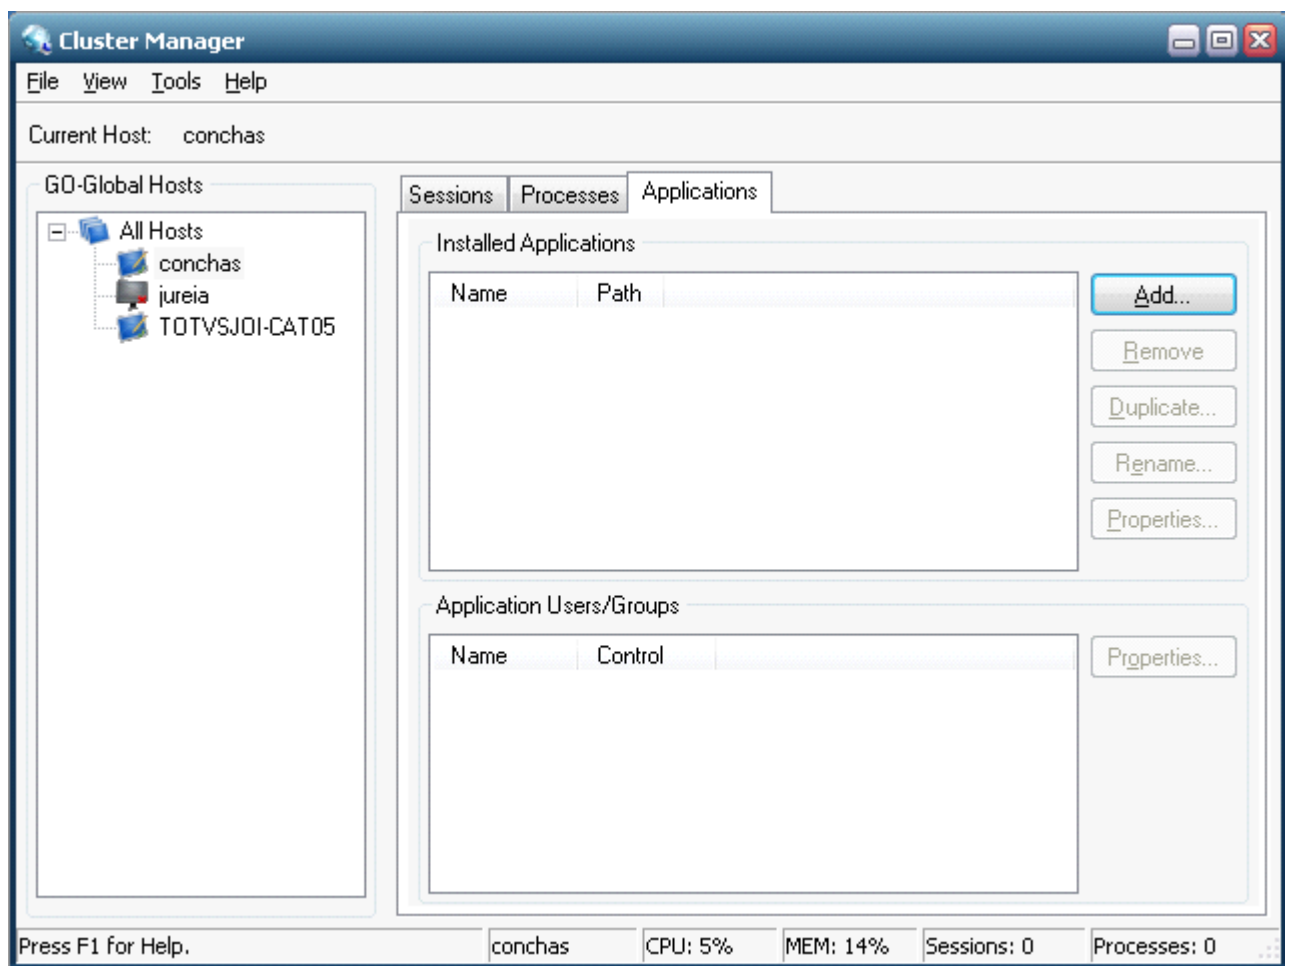 Cluster Manager
File View Tools Help
Current Host: conchas
GO-Global Hosts
All Hosts
conchas
jureia
TOTVSJOI-CAT05
Sessions Processes Applications
Installed Applications
Name Path
Add...
Remove
Duplicate...
Rename...
Properties...
Application Users/Groups
Name Control
Properties...
Press F1 for Help. conchas CPU: 5% MEM: 14% Sessions: 0 Processes: 0